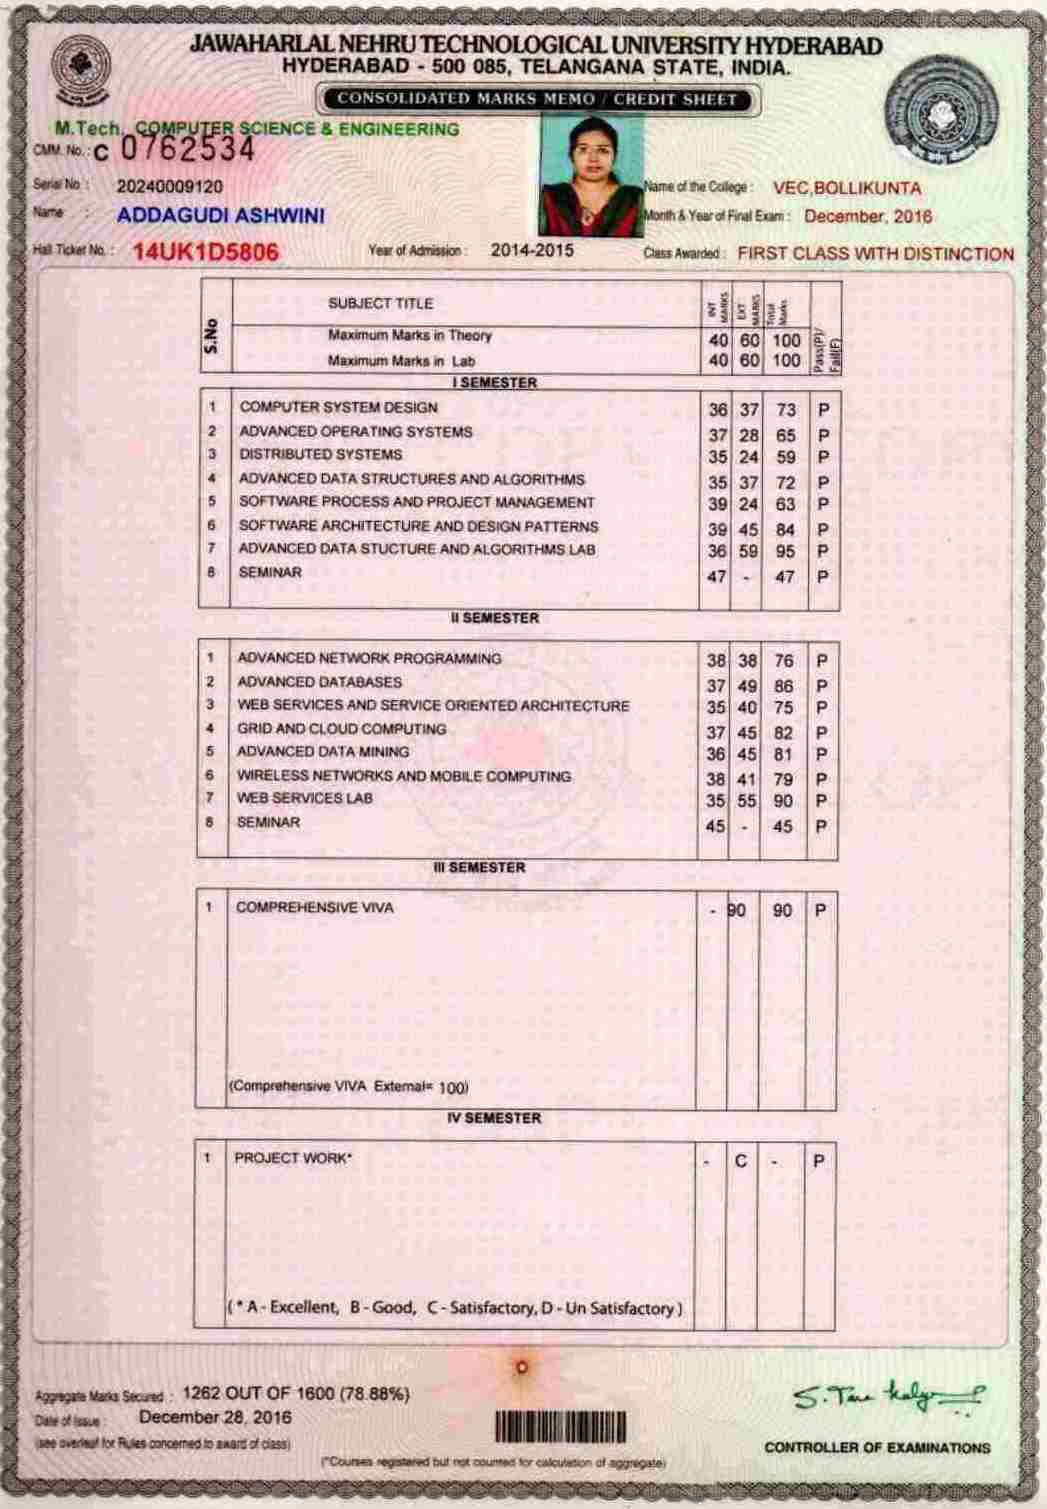 JAWAHARLAL NEHRU TECHNOLOGICAL UNIVERSITY HYDERABAD
HYDERABAD - 500 085, TELANGANA STATE, INDIA.
CONSOLIDATED MARKS MEMO / CREDIT SHEET
M.Tech. COMPUTER SCIENCE & ENGINEERING
CMM. No.: C 0762534
Serial No : 20240009120
Name of the College : VEC,BOLLIKUNTA
Name : ADDAGUDI ASHWINI
Month & Year of Final Exam : December, 2016
Hall Ticket No. : 14UK1D5806 Year of Admission : 2014-2015 Class Awarded : FIRST CLASS WITH DISTINCTION
S.No SUBJECT TITLE INT MARKS EXT MARKS Total Marks Pass(P)/ Fail(F)
Maximum Marks in Theory 40 60 100
Maximum Marks in Lab 40 60 100
I SEMESTER
1 COMPUTER SYSTEM DESIGN 36 37 73 P
2 ADVANCED OPERATING SYSTEMS 37 28 65 P
3 DISTRIBUTED SYSTEMS 35 24 59 P
4 ADVANCED DATA STRUCTURES AND ALGORITHMS 35 37 72 P
5 SOFTWARE PROCESS AND PROJECT MANAGEMENT 39 24 63 P
6 SOFTWARE ARCHITECTURE AND DESIGN PATTERNS 39 45 84 P
7 ADVANCED DATA STUCTURE AND ALGORITHMS LAB 36 59 95 P
8 SEMINAR 47 - 47 P
II SEMESTER
1 ADVANCED NETWORK PROGRAMMING 38 38 76 P
2 ADVANCED DATABASES 37 49 86 P
3 WEB SERVICES AND SERVICE ORIENTED ARCHITECTURE 35 40 75 P
4 GRID AND CLOUD COMPUTING 37 45 82 P
5 ADVANCED DATA MINING 36 45 81 P
6 WIRELESS NETWORKS AND MOBILE COMPUTING 38 41 79 P
7 WEB SERVICES LAB 35 55 90 P
8 SEMINAR 45 - 45 P
III SEMESTER
1 COMPREHENSIVE VIVA - 90 90 P
(Comprehensive VIVA External= 100)
IV SEMESTER
1 PROJECT WORK* - C - P
( * A - Excellent, B - Good, C - Satisfactory, D - Un Satisfactory )
Aggregate Marks Secured : 1262 OUT OF 1600 (78.88%)
Date of Issue : December 28, 2016
(see overleaf for Rules concerned to award of class)
CONTROLLER OF EXAMINATIONS
(*Courses registered but not counted for calculation of aggregate)